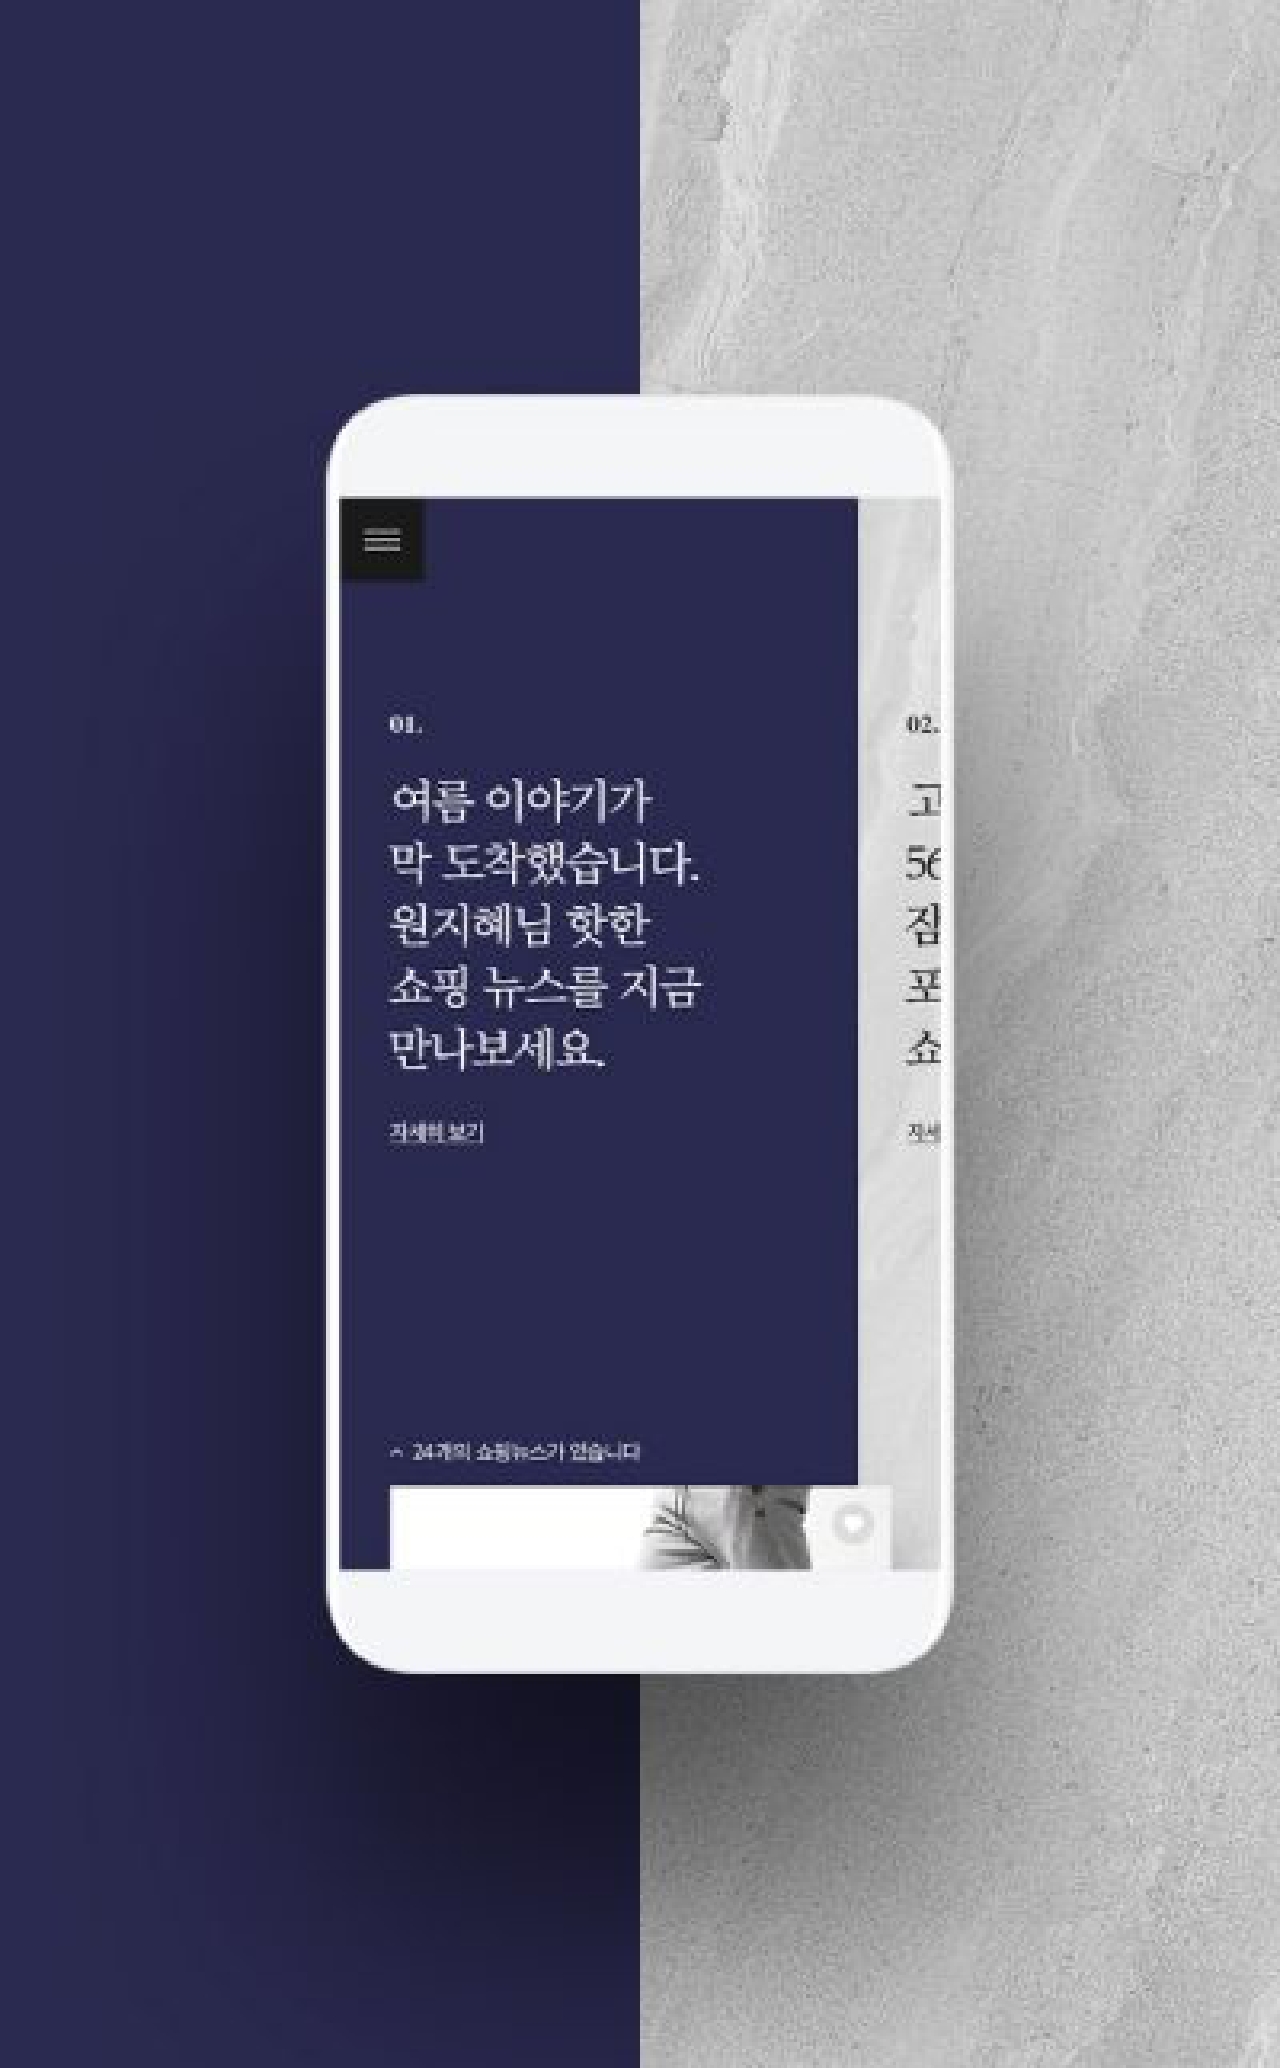 01.
여름 이야기가
막 도착했습니다.
원지혜님 핫한
쇼핑 뉴스를 지금
만나보세요.
자세히 보기
24개의 쇼핑뉴스가 있습니다
02.
고
56
잠
포
쇼
자세